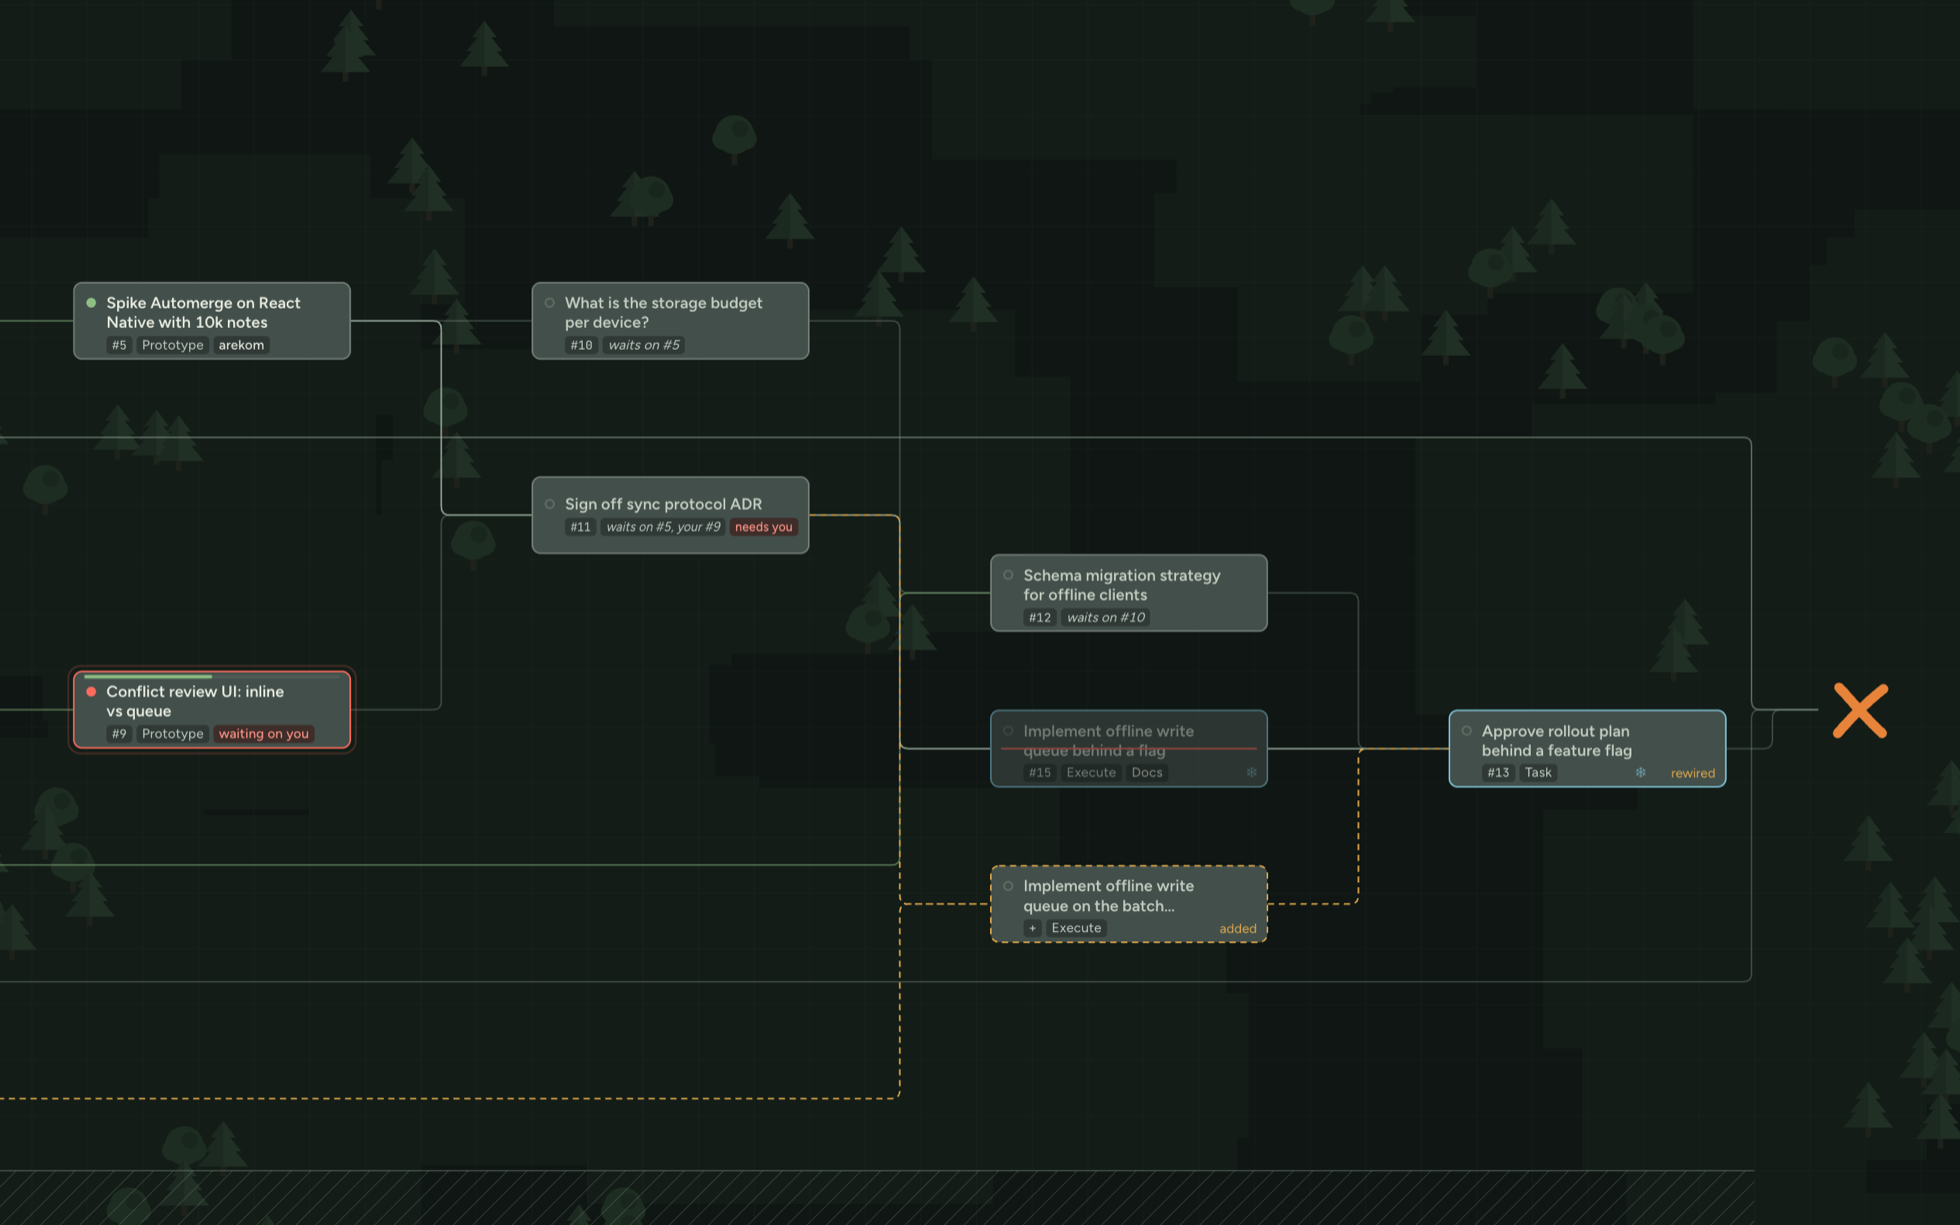 Spike Automerge on React
Native with 10k notes
#5 Prototype arekom
What is the storage budget
per device?
#10 waits on #5
Sign off sync protocol ADR
#11 waits on #5, your #9 needs you
Schema migration strategy
for offline clients
#12 waits on #10
Conflict review UI: inline
vs queue
#9 Prototype waiting on you
Implement offline write
queue behind a flag
#15 Execute Docs
Approve rollout plan
behind a feature flag
#13 Task rewired
Implement offline write
queue on the batch...
+ Execute added